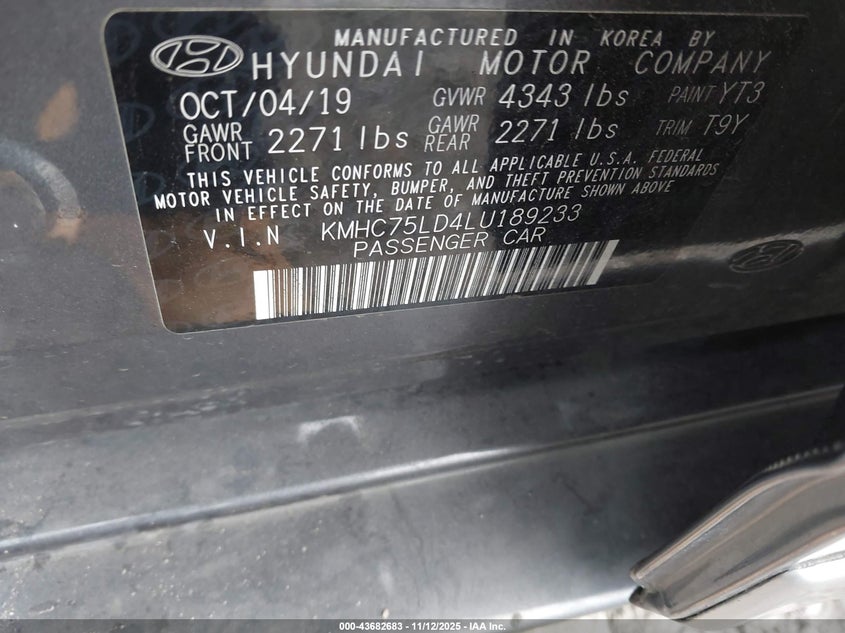 MANUFACTURED IN KOREA BY
HYUNDAI MOTOR COMPANY
OCT/04/19 GVWR 4343 lbs PAINT YT3
GAWR FRONT 2271 lbs GAWR REAR 2271 lbs TRIM T9Y
THIS VEHICLE CONFORMS TO ALL APPLICABLE U.S.A. FEDERAL
MOTOR VEHICLE SAFETY, BUMPER, AND THEFT PREVENTION STANDARDS
IN EFFECT ON THE DATE OF MANUFACTURE SHOWN ABOVE
V.I.N KMHC75LD4LU189233
PASSENGER CAR
000-43682683 - 11/12/2025 - IAA Inc.